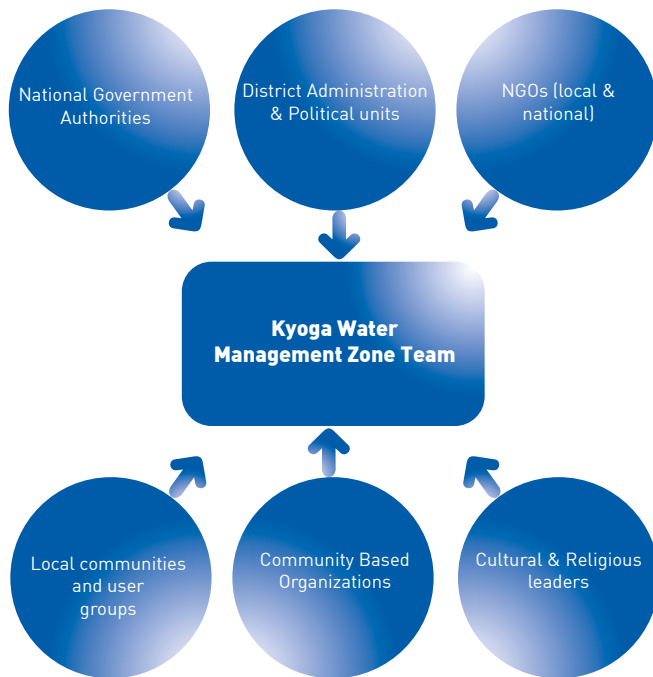 National Government
Authorities
District Administration
& Political units
NGOs (local &
national)
Kyoga Water
Management Zone Team
Local communities
and user
groups
Community Based
Organizations
Cultural & Religious
leaders